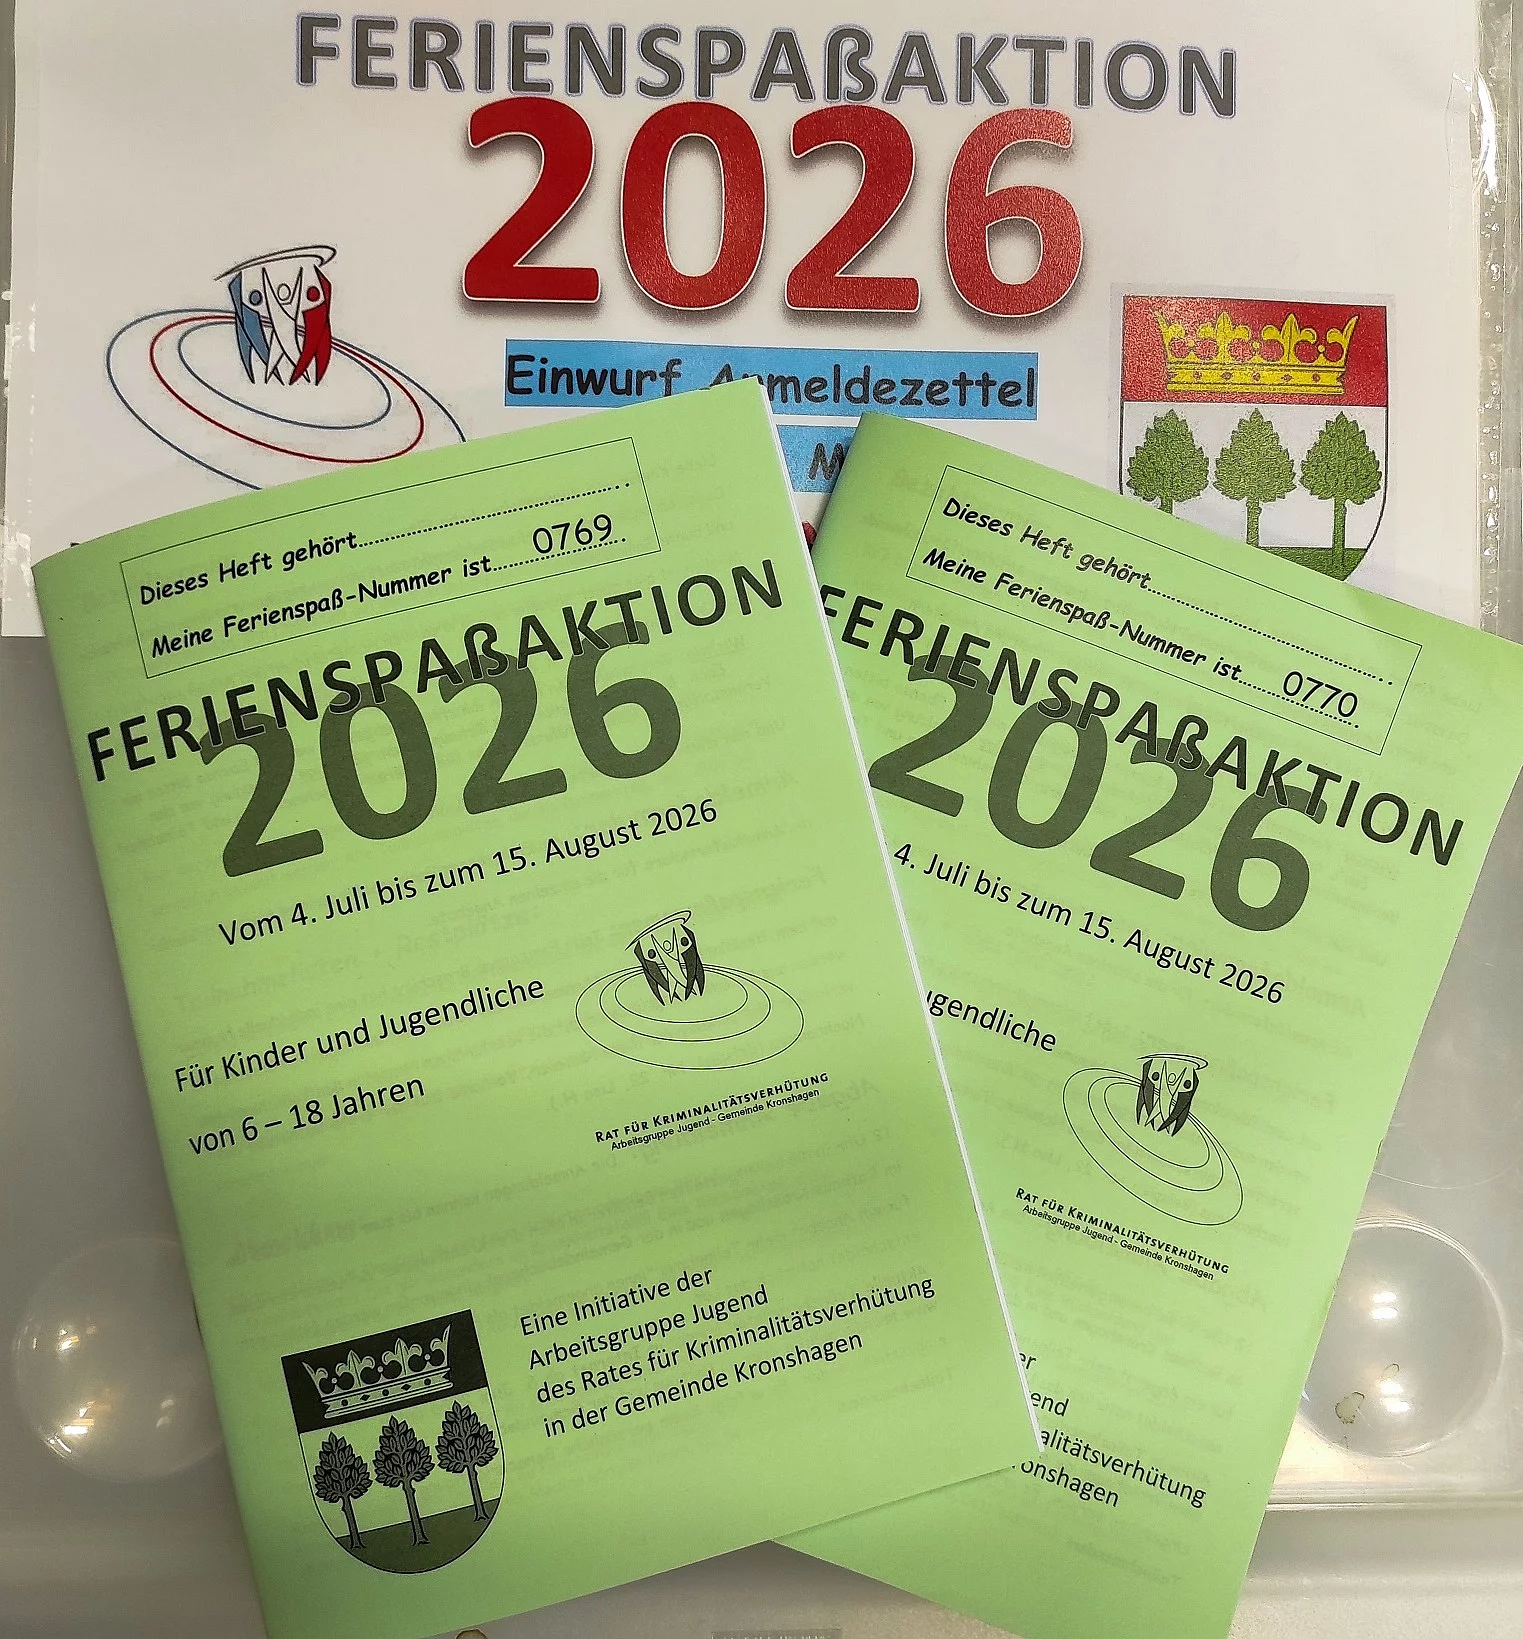 FERIENSPAßAKTION
2026
Einwurf Anmeldezettel
Dieses Heft gehört
Meine Ferienspaß-Nummer ist 0769
FERIENSPAßAKTION
2026
Vom 4. Juli bis zum 15. August 2026
Für Kinder und Jugendliche
von 6 – 18 Jahren
RAT FÜR KRIMINALITÄTSVERHÜTUNG
Arbeitsgruppe Jugend - Gemeinde Kronshagen
Eine Initiative der
Arbeitsgruppe Jugend
des Rates für Kriminalitätsverhütung
in der Gemeinde Kronshagen
Dieses Heft gehört
Meine Ferienspaß-Nummer ist 0770
FERIENSPAßAKTION
2026
4. Juli bis zum 15. August 2026
ugendliche
RAT FÜR KRIMINALITÄTSVERHÜTUNG
Arbeitsgruppe Jugend - Gemeinde Kronshagen
er
end
alitätsverhütung
onshagen